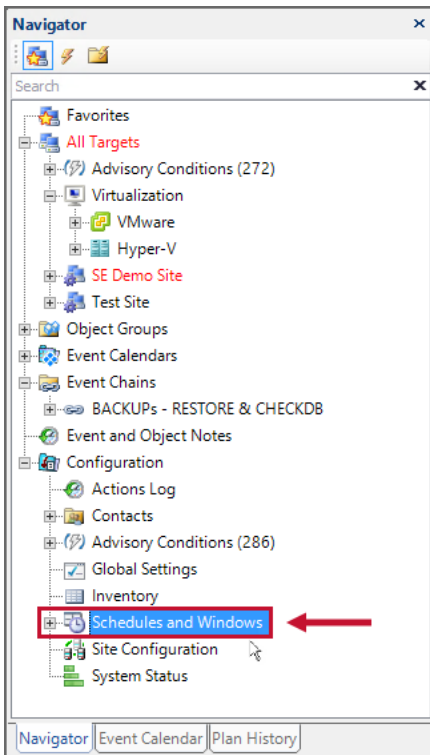 Navigator
Search
Favorites
All Targets
Advisory Conditions (272)
Virtualization
VMware
Hyper-V
SE Demo Site
Test Site
Object Groups
Event Calendars
Event Chains
BACKUPs - RESTORE & CHECKDB
Event and Object Notes
Configuration
Actions Log
Contacts
Advisory Conditions (286)
Global Settings
Inventory
Schedules and Windows
Site Configuration
System Status
Navigator Event Calendar Plan History